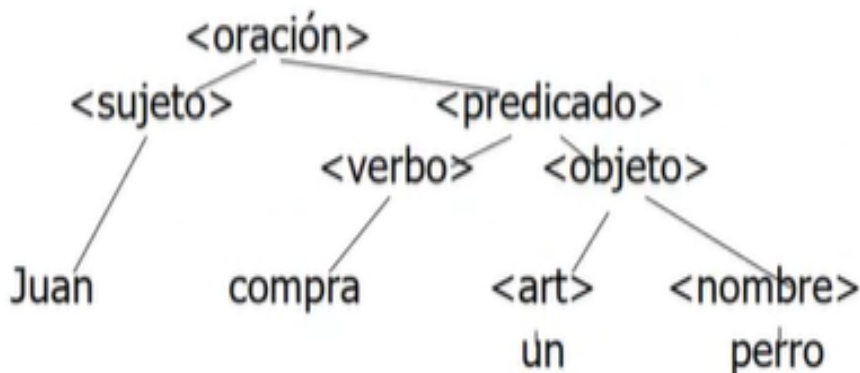 <oración>
<sujeto> <predicado>
<verbo> <objeto>
Juan compra <art> <nombre>
un perro